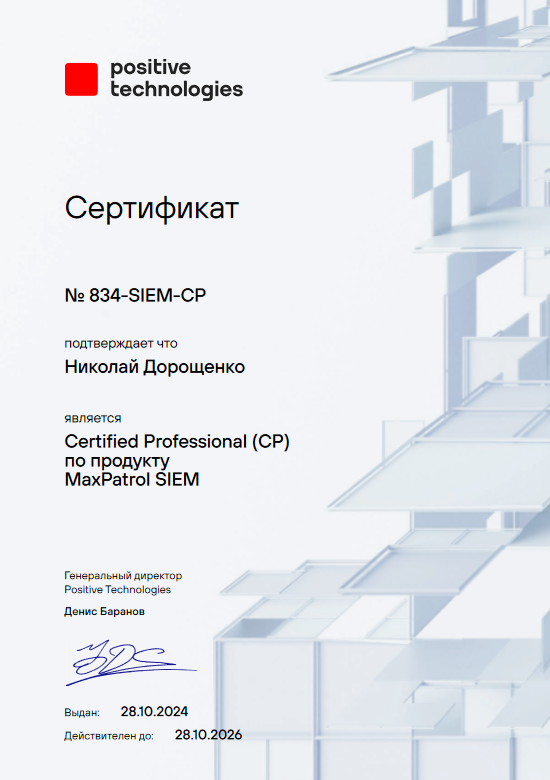 positive
technologies
Сертификат
№ 834-SIEM-CP
подтверждает что
Николай Дорощенко
является
Certified Professional (CP)
по продукту
MaxPatrol SIEM
Генеральный директор
Positive Technologies
Денис Баранов
Выдан: 28.10.2024
Действителен до: 28.10.2026